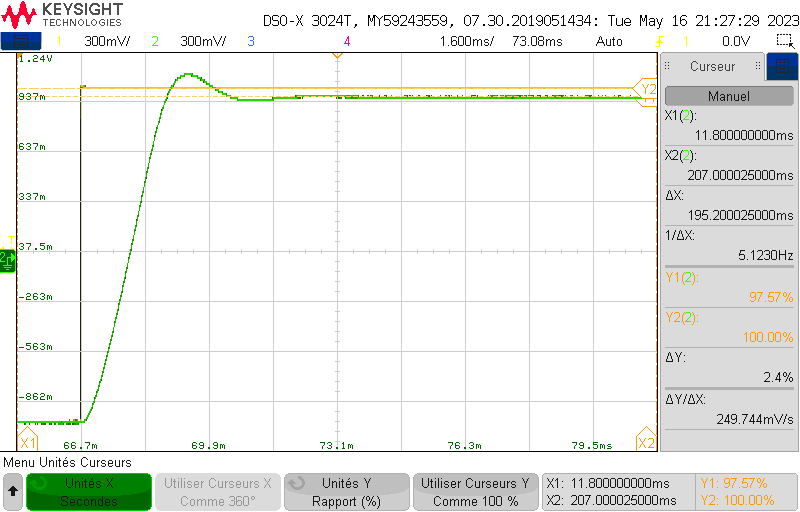 KEYSIGHT
TECHNOLOGIES
DSO-X 3024T, MY59243559, 07.30.2019051434: Tue May 16 21:27:29 2023
1 300mV/ 2 300mV/ 3 4 1.600ms/ 73.08ms Auto 1 0.0V
1.24V
937m
637m
337m
37.5m
-263m
-563m
-862m
T
2
Y2
X1
X2
66.7m 69.9m 73.1m 76.3m 79.5ms
Curseur
Manuel
X1(2):
11.800000000ms
X2(2):
207.000025000ms
ΔX:
195.200025000ms
1/ΔX:
5.1230Hz
Y1(2):
97.57%
Y2(2):
100.00%
ΔY:
2.4%
ΔY/ΔX:
249.744mV/s
Menu Unités Curseurs
Unités X
Secondes
Utiliser Curseurs X
Comme 360°
Unités Y
Rapport (%)
Utiliser Curseurs Y
Comme 100 %
X1: 11.800000000ms
X2: 207.000025000ms
Y1: 97.57%
Y2: 100.00%